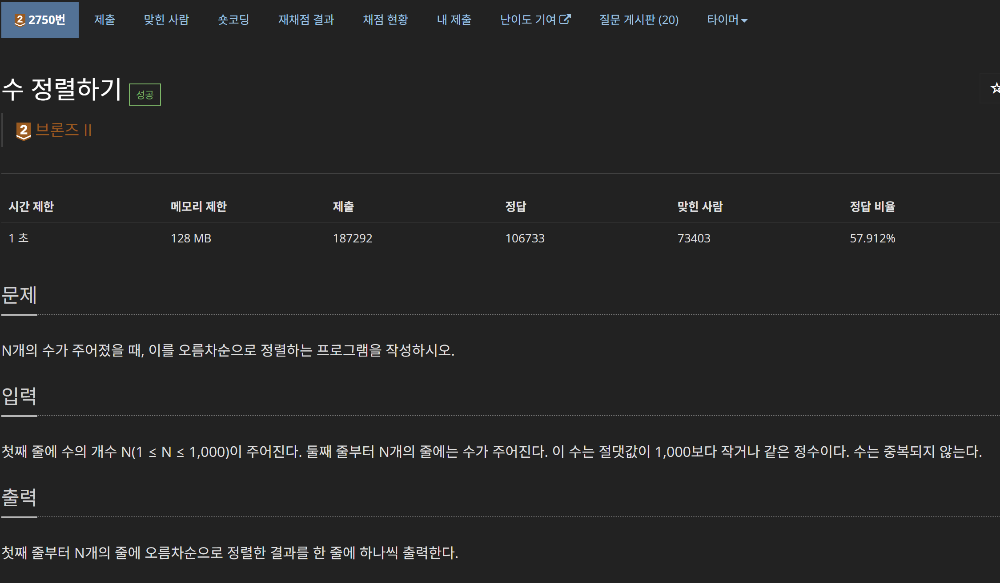 2 2750번 제출 맞힌 사람 숏코딩 재채점 결과 채점 현황 내 제출 난이도 기여 질문 게시판 (20) 타이머
수 정렬하기 성공
2 브론즈 II
시간 제한 메모리 제한 제출 정답 맞힌 사람 정답 비율
1 초 128 MB 187292 106733 73403 57.912%
문제
N개의 수가 주어졌을 때, 이를 오름차순으로 정렬하는 프로그램을 작성하시오.
입력
첫째 줄에 수의 개수 N(1 ≤ N ≤ 1,000)이 주어진다. 둘째 줄부터 N개의 줄에는 수가 주어진다. 이 수는 절댓값이 1,000보다 작거나 같은 정수이다. 수는 중복되지 않는다.
출력
첫째 줄부터 N개의 줄에 오름차순으로 정렬한 결과를 한 줄에 하나씩 출력한다.